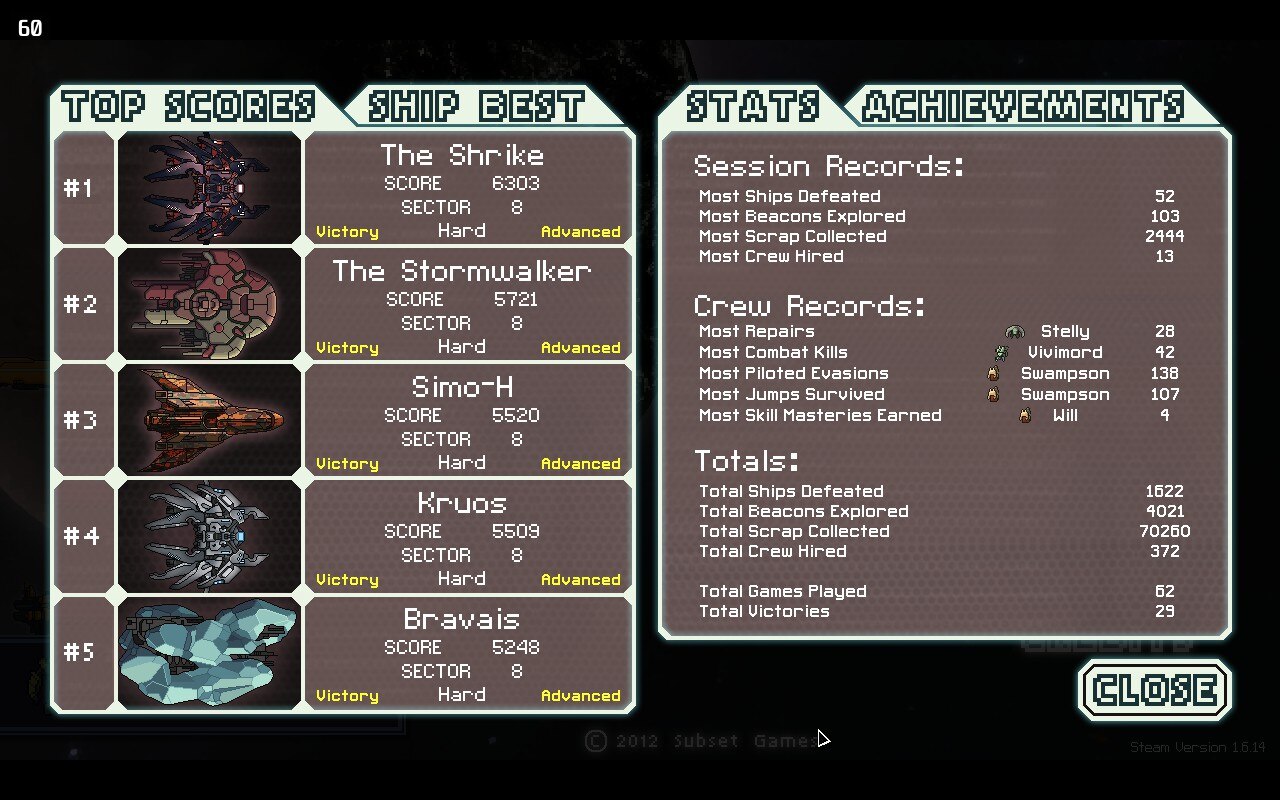 60
TOP SCORES
SHIP BEST
#1
The Shrike
SCORE 6303
SECTOR 8
Victory Hard Advanced
#2
The Stormwalker
SCORE 5721
SECTOR 8
Victory Hard Advanced
#3
Simo-H
SCORE 5520
SECTOR 8
Victory Hard Advanced
#4
Kruos
SCORE 5509
SECTOR 8
Victory Hard Advanced
#5
Bravais
SCORE 5248
SECTOR 8
Victory Hard Advanced
STATS
ACHIEVEMENTS
Session Records:
Most Ships Defeated 52
Most Beacons Explored 103
Most Scrap Collected 2444
Most Crew Hired 13
Crew Records:
Most Repairs Stelly 28
Most Combat Kills Vivimord 42
Most Piloted Evasions Swampson 138
Most Jumps Survived Swampson 107
Most Skill Masteries Earned Will 4
Totals:
Total Ships Defeated 1622
Total Beacons Explored 4021
Total Scrap Collected 70260
Total Crew Hired 372
Total Games Played 62
Total Victories 29
CLOSE
© 2012 Subset Games
Steam Version 1.6.14